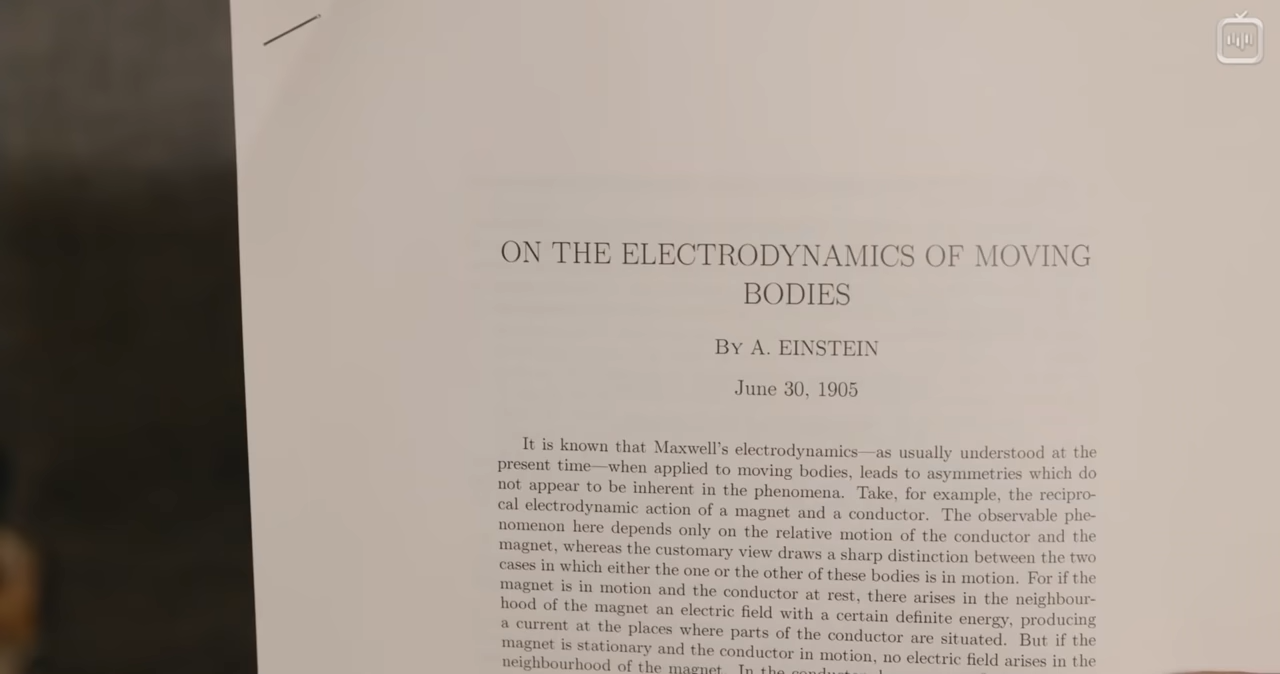 ON THE ELECTRODYNAMICS OF MOVING
BODIES
By A. EINSTEIN
June 30, 1905
It is known that Maxwell's electrodynamics—as usually understood at the
present time—when applied to moving bodies, leads to asymmetries which do
not appear to be inherent in the phenomena. Take, for example, the recipro-
cal electrodynamic action of a magnet and a conductor. The observable phe-
nomenon here depends only on the relative motion of the conductor and the
magnet, whereas the customary view draws a sharp distinction between the two
cases in which either the one or the other of these bodies is in motion. For if the
magnet is in motion and the conductor at rest, there arises in the neighbour-
hood of the magnet an electric field with a certain definite energy, producing
a current at the places where parts of the conductor are situated. But if the
magnet is stationary and the conductor in motion, no electric field arises in the
neighbourhood of the magnet. In the